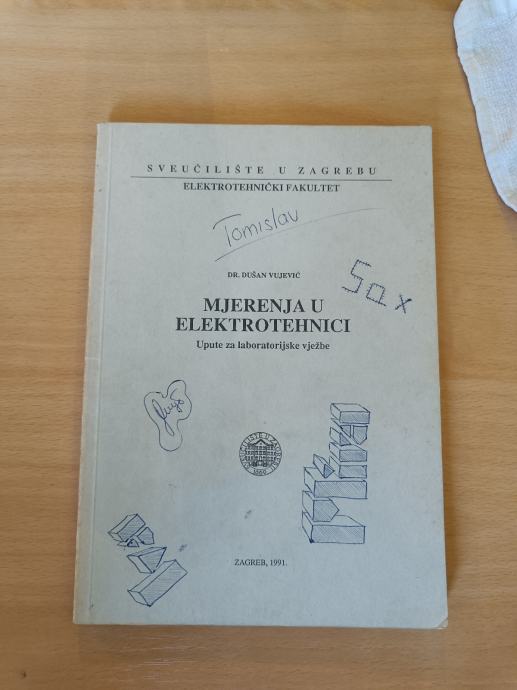 SVEUČILIŠTE U ZAGREBU
ELEKTROTEHNIČKI FAKULTET
Tomislav
DR. DUŠAN VUJEVIĆ
Sax
MJERENJA U
ELEKTROTEHNICI
Upute za laboratorijske vježbe
ZAGREB, 1991.